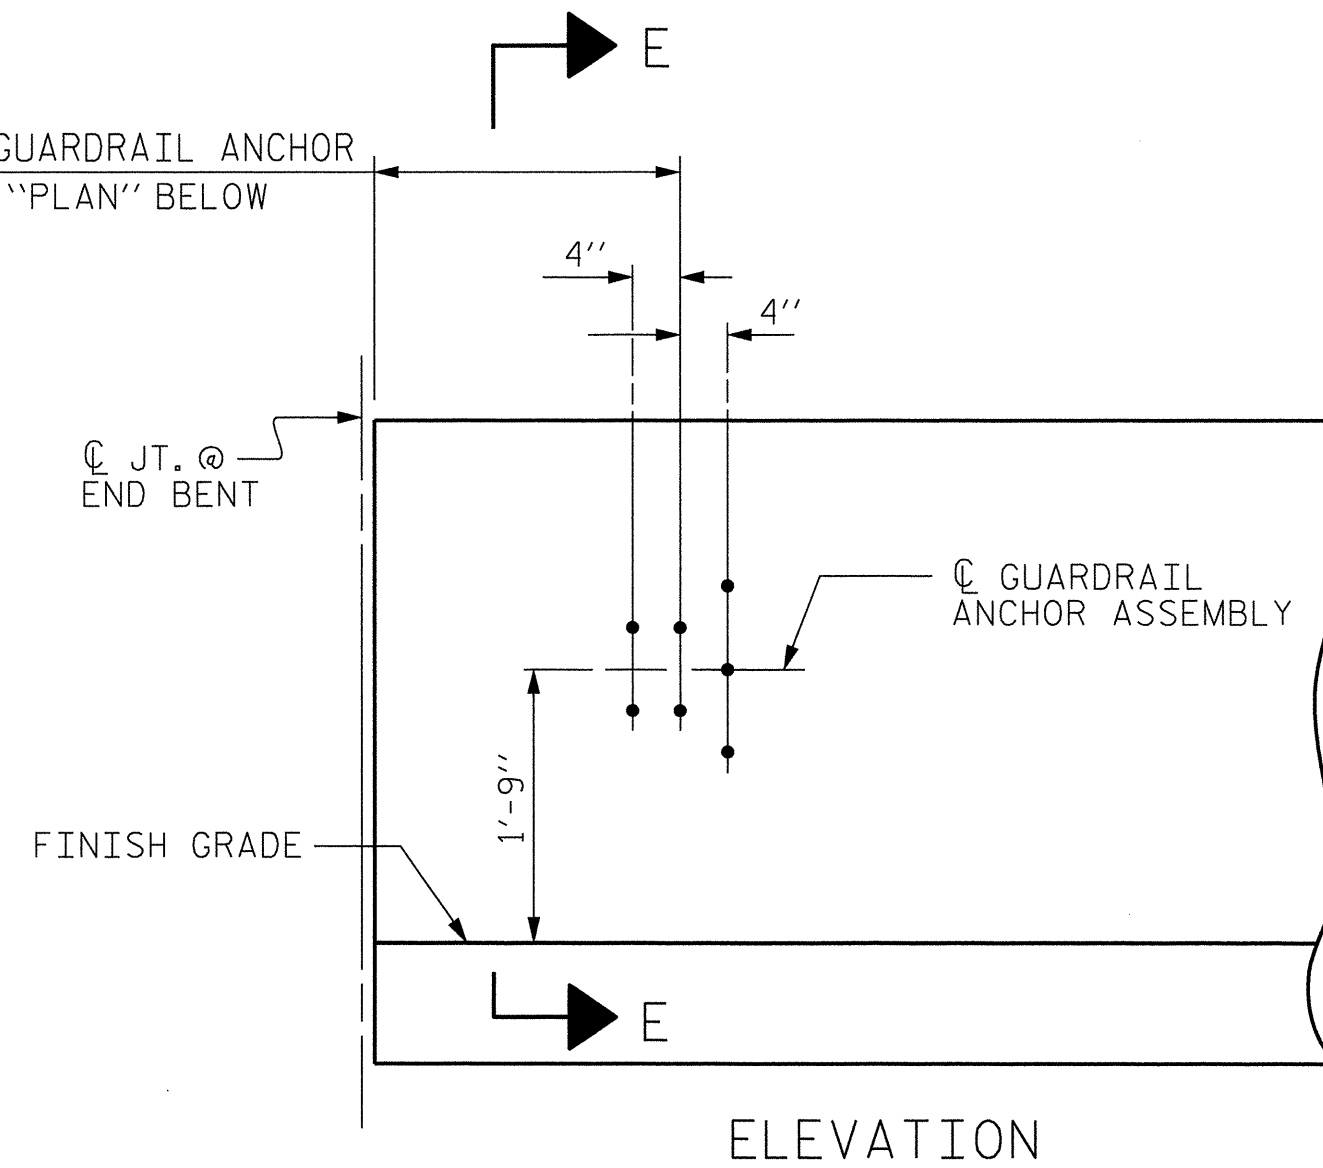 E
GUARDRAIL ANCHOR
"PLAN" BELOW
4"
4"
℄ JT. @
END BENT
℄ GUARDRAIL
ANCHOR ASSEMBLY
1'-9"
FINISH GRADE
E
ELEVATION